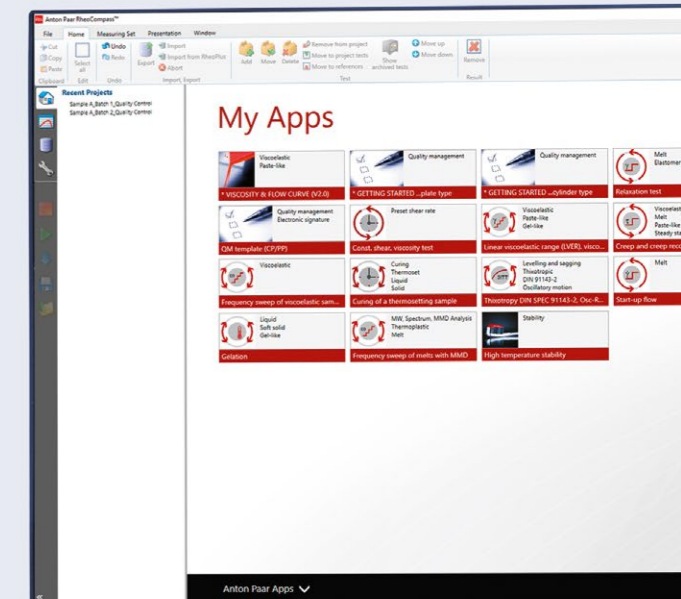 Anton Paar RheoCompass™
File Home Measuring Set Presentation Window
Cut
Copy
Paste
Clipboard
Select all
Edit
Undo
Redo
Undo
Export
Import
Import from RheoPlus
Abort
Import, Export
Add
Move
Delete
Remove from project
Move to project tests
Move to references
Show archived tests
Move up
Move down
Test
Remove
Result
Recent Projects
Sample A_Batch 1_Quality Control
Sample A_Batch 2_Quality Control
My Apps
Viscoelastic
Paste-like
* VISCOSITY & FLOW CURVE (V2.0)
Quality management
* GETTING STARTED ...plate type
Quality management
* GETTING STARTED ...cylinder type
Melt
Elastomer
Relaxation test
Quality management
Electronic signature
QM template (CP/PP)
Preset shear rate
Const. shear, viscosity test
Viscoelastic
Paste-like
Gel-like
Linear viscoelastic range (LVER), visco...
Viscoelast
Melt
Paste-like
Steady sta
Creep and creep reco
Viscoelastic
Frequency sweep of viscoelastic sam...
Curing
Thermoset
Liquid
Solid
Curing of a thermosetting sample
Levelling and sagging
Thixotropic
DIN 91143-2
Oscillatory motion
Thixotropy DIN SPEC 91143-2, Osc-R...
Melt
Start-up flow
Liquid
Soft solid
Gel-like
Gelation
MW, Spectrum, MMD Analysis
Thermoplastic
Melt
Frequency sweep of melts with MMD
Stability
High temperature stability
Anton Paar Apps